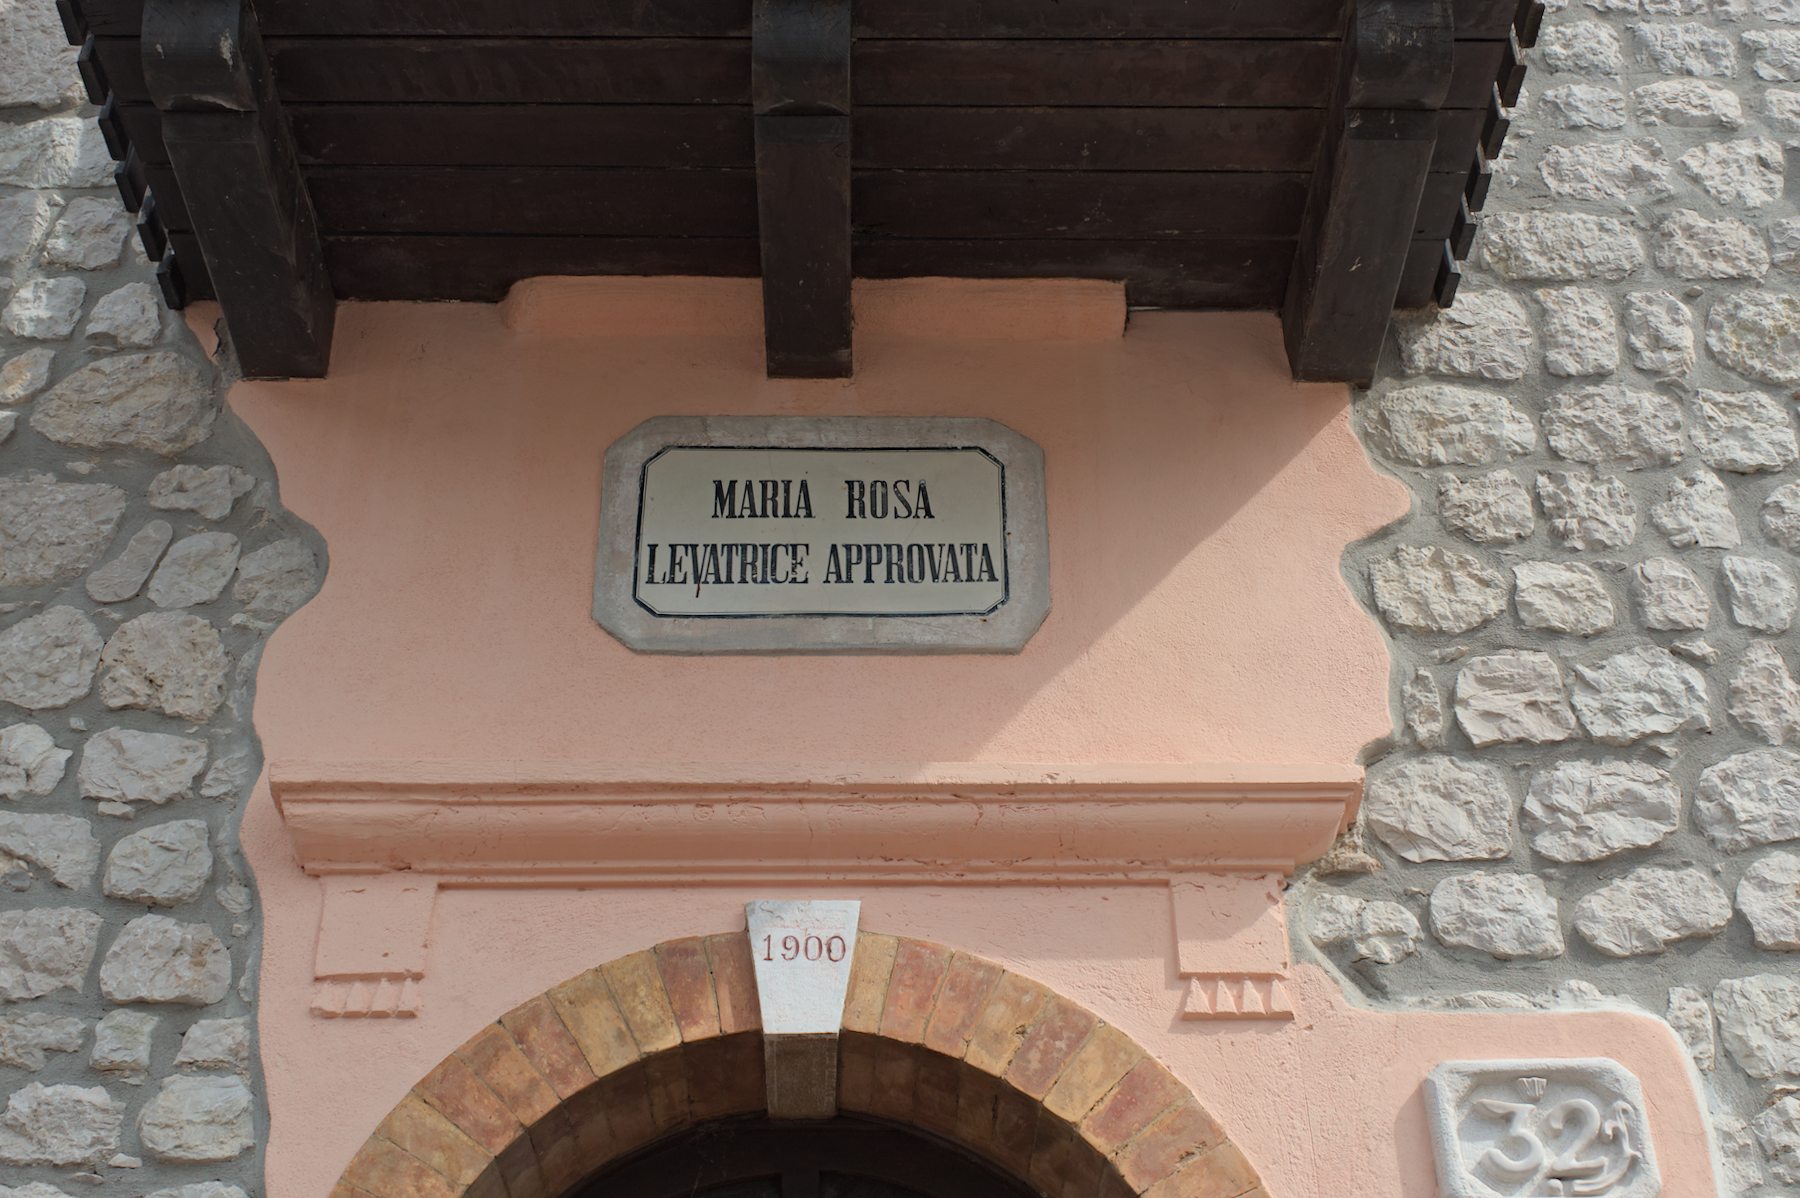 MARIA ROSA
LEVATRICE APPROVATA
1900
32